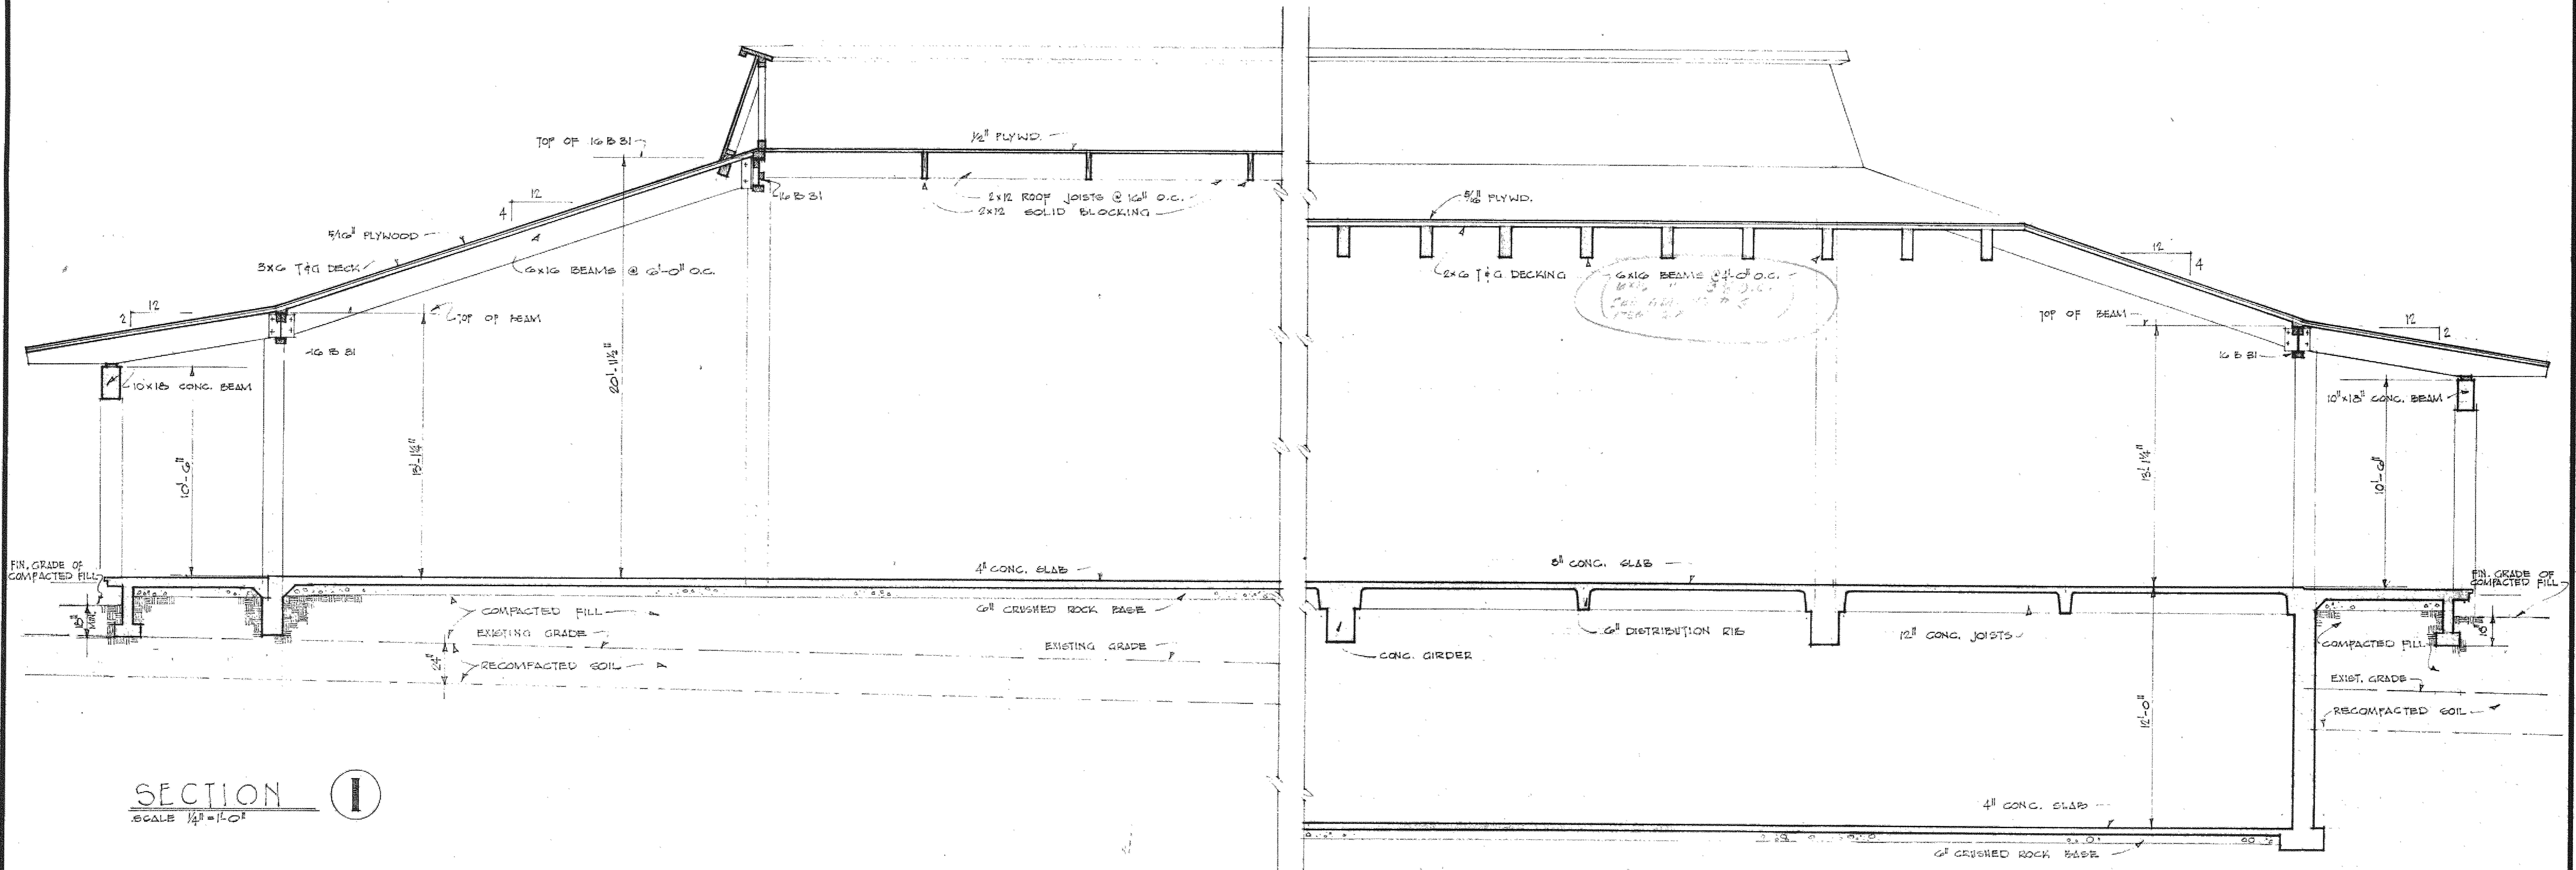 TOP OF 16 B 31
1/2" PLYWD.
12
4
16 B 31
2x12 ROOF JOISTS @ 16" O.C.
2x12 SOLID BLOCKING
5/16" PLYWOOD
3x6 T&G DECK
6x16 BEAMS @ 6'-0" O.C.
12
2
TOP OF BEAM
16 B 31
10x18 CONC. BEAM
20'-11 1/2"
13'-1 1/4"
10'-6"
FIN. GRADE OF
COMPACTED FILL
18"
MIN.
4" CONC. SLAB
6" CRUSHED ROCK BASE
COMPACTED FILL
EXISTING GRADE
24"
RECOMPACTED SOIL
EXISTING GRADE
5/16" PLYWD.
2x6 T&G DECKING
6x16 BEAMS @ 4'-0" O.C.
12
4
TOP OF BEAM
12
2
16 B 31
10"x18" CONC. BEAM
13'-1 1/4"
10'-6"
3" CONC. SLAB
FIN. GRADE OF
COMPACTED FILL
6" DISTRIBUTION RIB
12" CONC. JOISTS
CONC. GIRDER
COMPACTED FILL
EXIST. GRADE
RECOMPACTED SOIL
12'-0"
4" CONC. SLAB
6" CRUSHED ROCK BASE
SECTION 1
SCALE 1/4" = 1'-0"